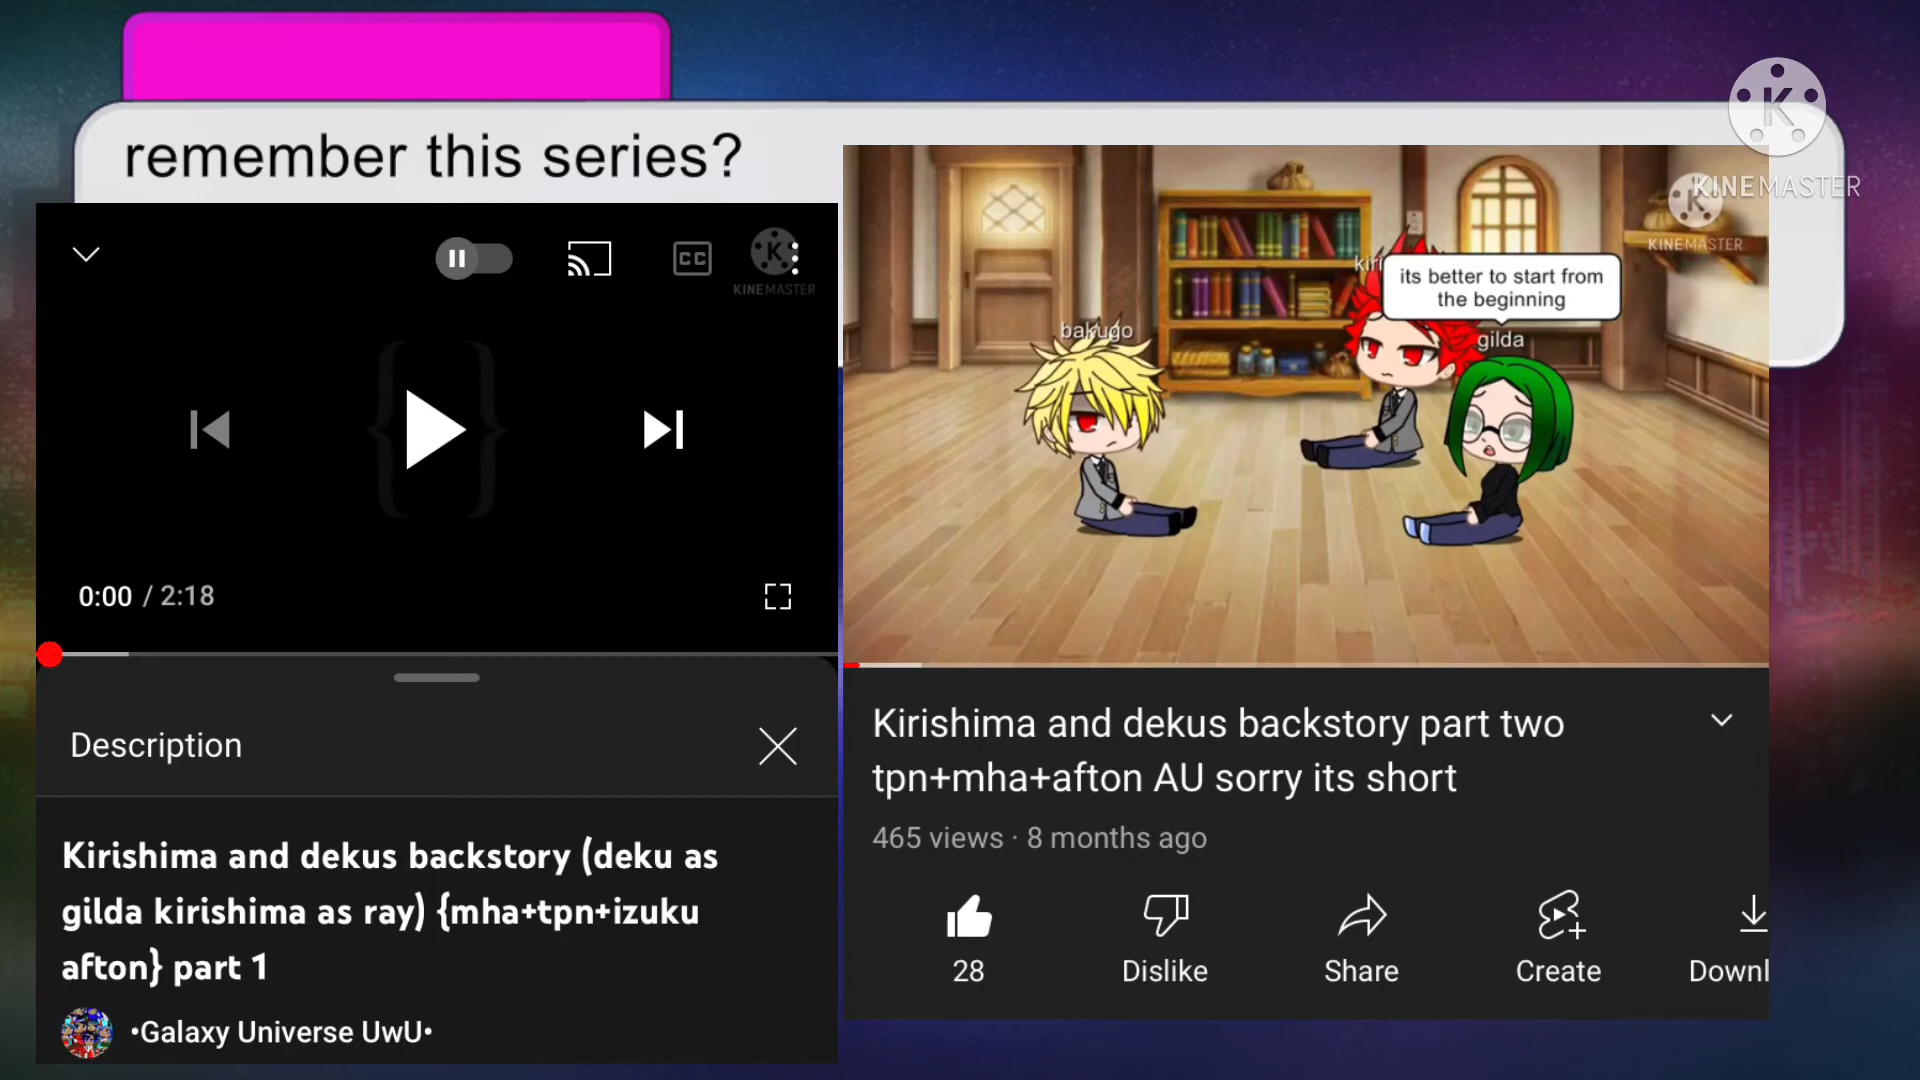 remember this series?
K
KINEMASTER
CC
K
KINEMASTER
0:00 / 2:18
Description
Kirishima and dekus backstory (deku as
gilda kirishima as ray) {mha+tpn+izuku
afton} part 1
•Galaxy Universe UwU•
K
KINEMASTER
kiri
its better to start from
the beginning
bakugo
gilda
Kirishima and dekus backstory part two
tpn+mha+afton AU sorry its short
465 views · 8 months ago
28
Dislike
Share
Create
Downl